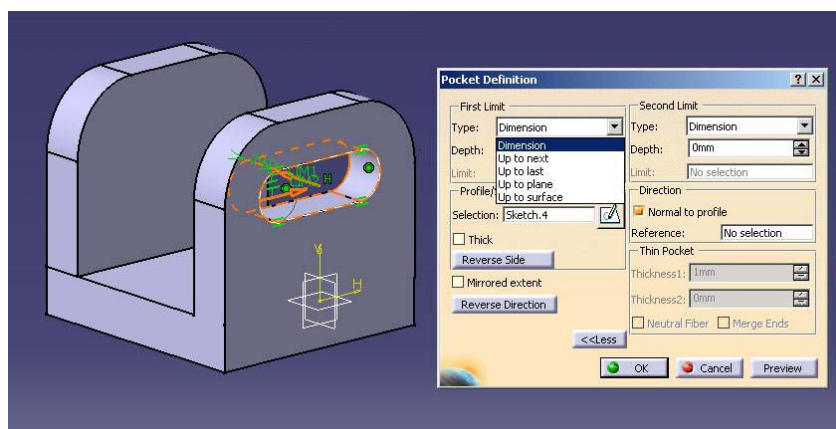 Pocket Definition
First Limit
Type: Dimension
Dimension
Up to next
Up to last
Up to plane
Up to surface
Depth:
Limit:
Profile/
Selection: Sketch.4
Thick
Reverse Side
Mirrored extent
Reverse Direction
<<Less
Second Limit
Type: Dimension
Depth: 0mm
Limit: No selection
Direction
Normal to profile
Reference: No selection
Thin Pocket
Thickness1: 1mm
Thickness2: 0mm
Neutral Fiber Merge Ends
OK Cancel Preview
H
V
H